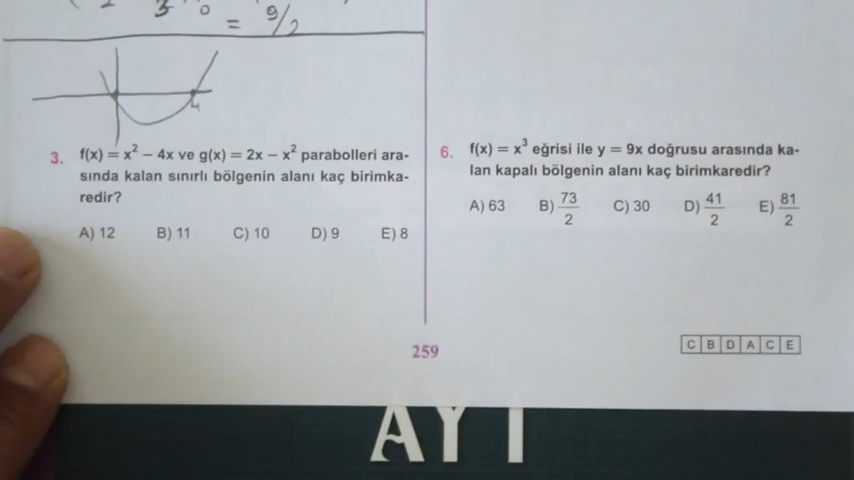 = 9/2
4
3. f(x) = x² – 4x ve g(x) = 2x – x² parabolleri ara-
sında kalan sınırlı bölgenin alanı kaç birimka-
redir?
A) 12 B) 11 C) 10 D) 9 E) 8
6. f(x) = x³ eğrisi ile y = 9x doğrusu arasında ka-
lan kapalı bölgenin alanı kaç birimkaredir?
A) 63 B) 73/2 C) 30 D) 41/2 E) 81/2
259
C B D A C E
AYT